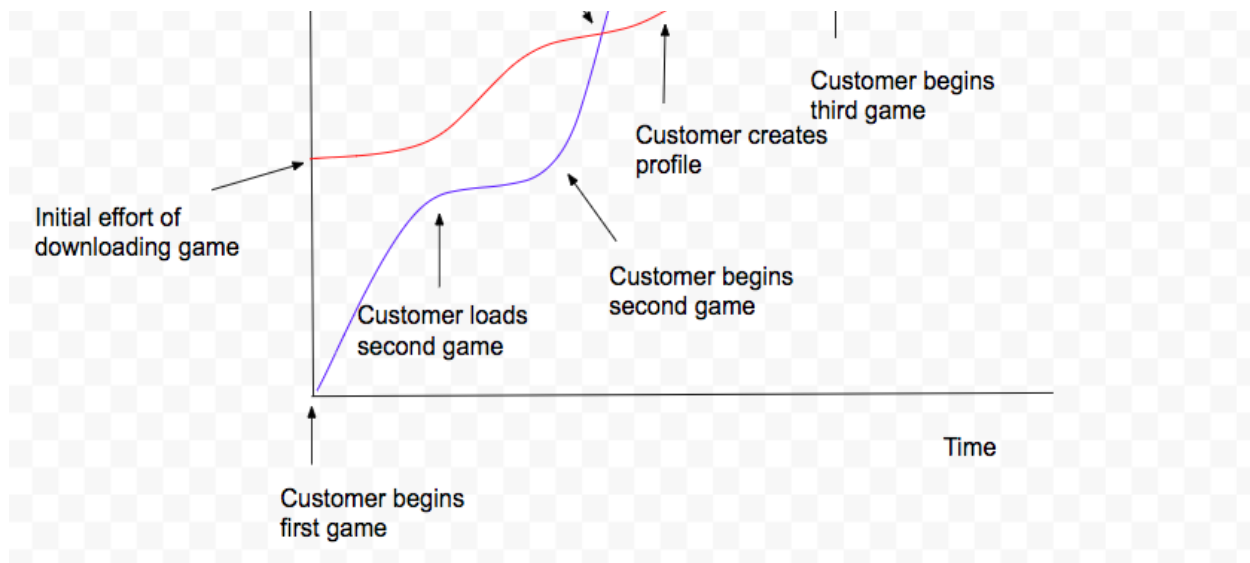 Customer begins
third game
Customer creates
profile
Initial effort of
downloading game
Customer begins
second game
Customer loads
second game
Time
Customer begins
first game